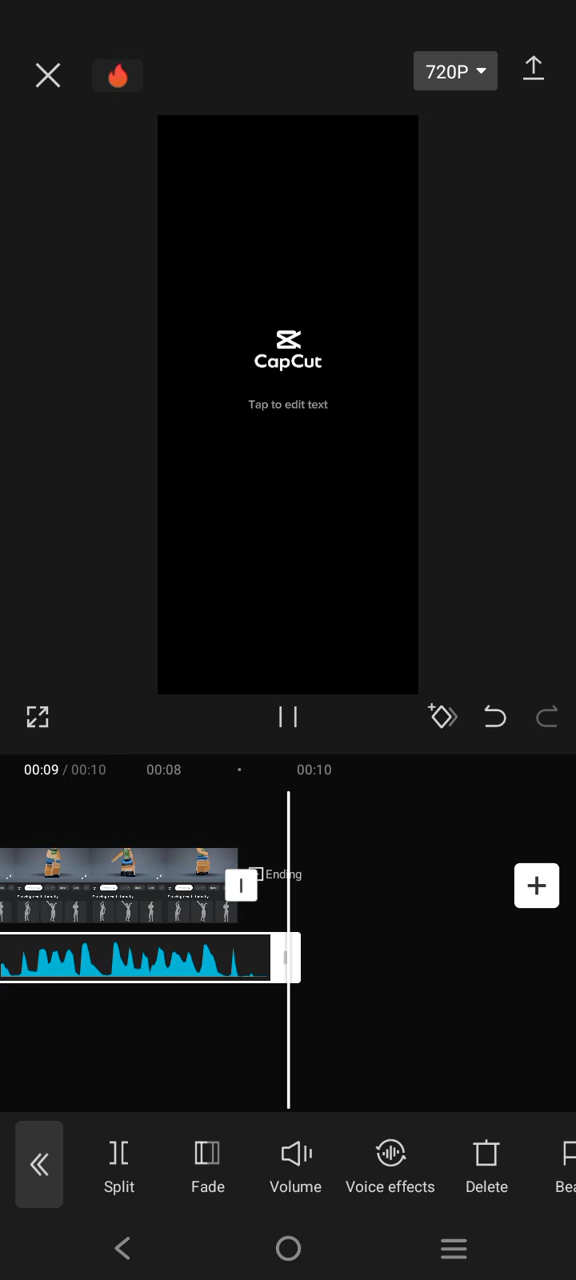 720P
CapCut
Tap to edit text
00:09 / 00:10 00:08 00:10
Ending
Split Fade Volume Voice effects Delete Bea